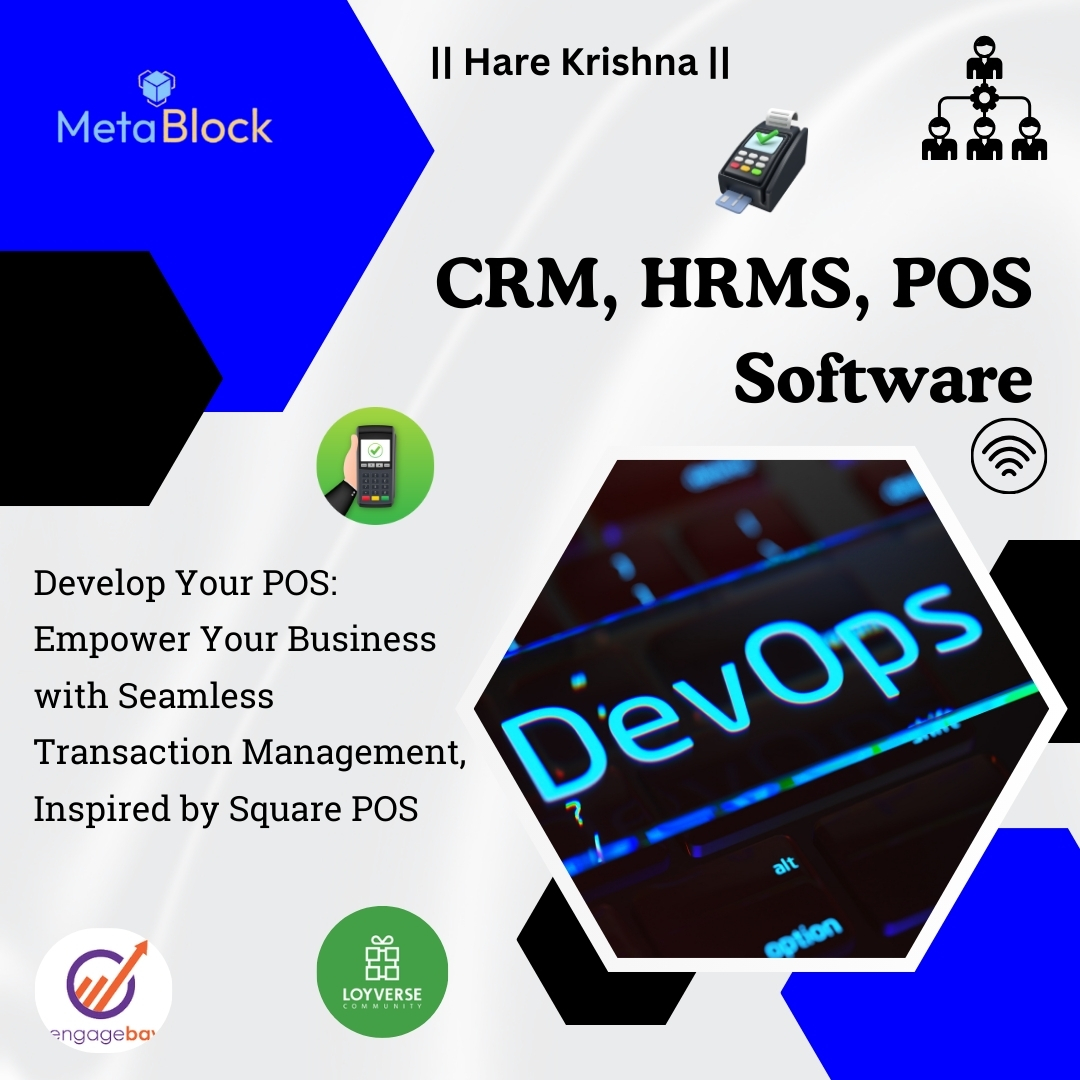 || Hare Krishna ||
MetaBlock
CRM, HRMS, POS
Software
Develop Your POS:
Empower Your Business
with Seamless
Transaction Management,
Inspired by Square POS
DevOps
shift
?
/
alt
option
engagebay
LOYVERSE
COMMUNITY